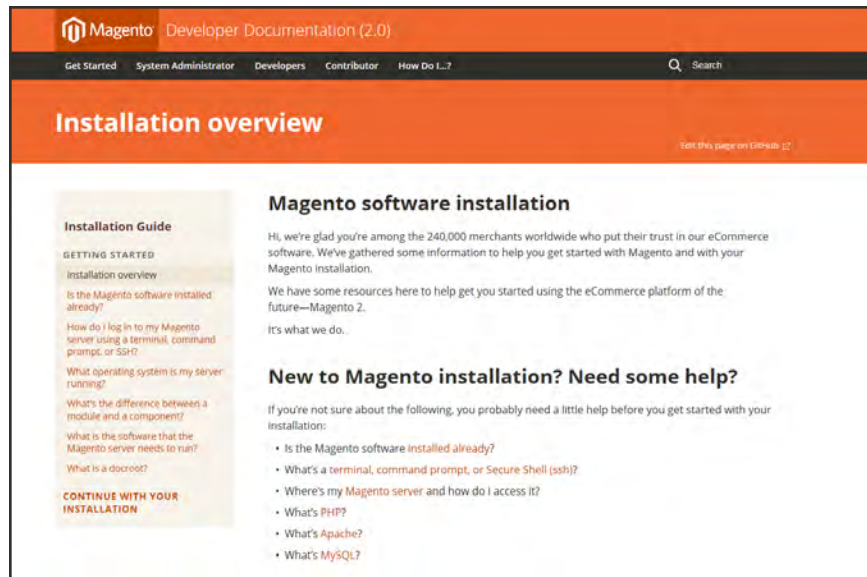 Magento Developer Documentation (2.0)
Get Started System Administrator Developers Contributor How Do I...? Search
Installation overview
Edit this page on GitHub
Installation Guide
GETTING STARTED
Installation overview
Is the Magento software installed
already?
How do I log in to my Magento
server using a terminal, command
prompt, or SSH?
What operating system is my server
running?
What's the difference between a
module and a component?
What is the software that the
Magento server needs to run?
What is a docroot?
CONTINUE WITH YOUR
INSTALLATION
Magento software installation
Hi, we're glad you're among the 240,000 merchants worldwide who put their trust in our eCommerce
software. We've gathered some information to help you get started with Magento and with your
Magento installation.
We have some resources here to help get you started using the eCommerce platform of the
future—Magento 2.
It's what we do.
New to Magento installation? Need some help?
If you're not sure about the following, you probably need a little help before you get started with your
installation:
• Is the Magento software installed already?
• What's a terminal, command prompt, or Secure Shell (ssh)?
• Where's my Magento server and how do I access it?
• What's PHP?
• What's Apache?
• What's MySQL?